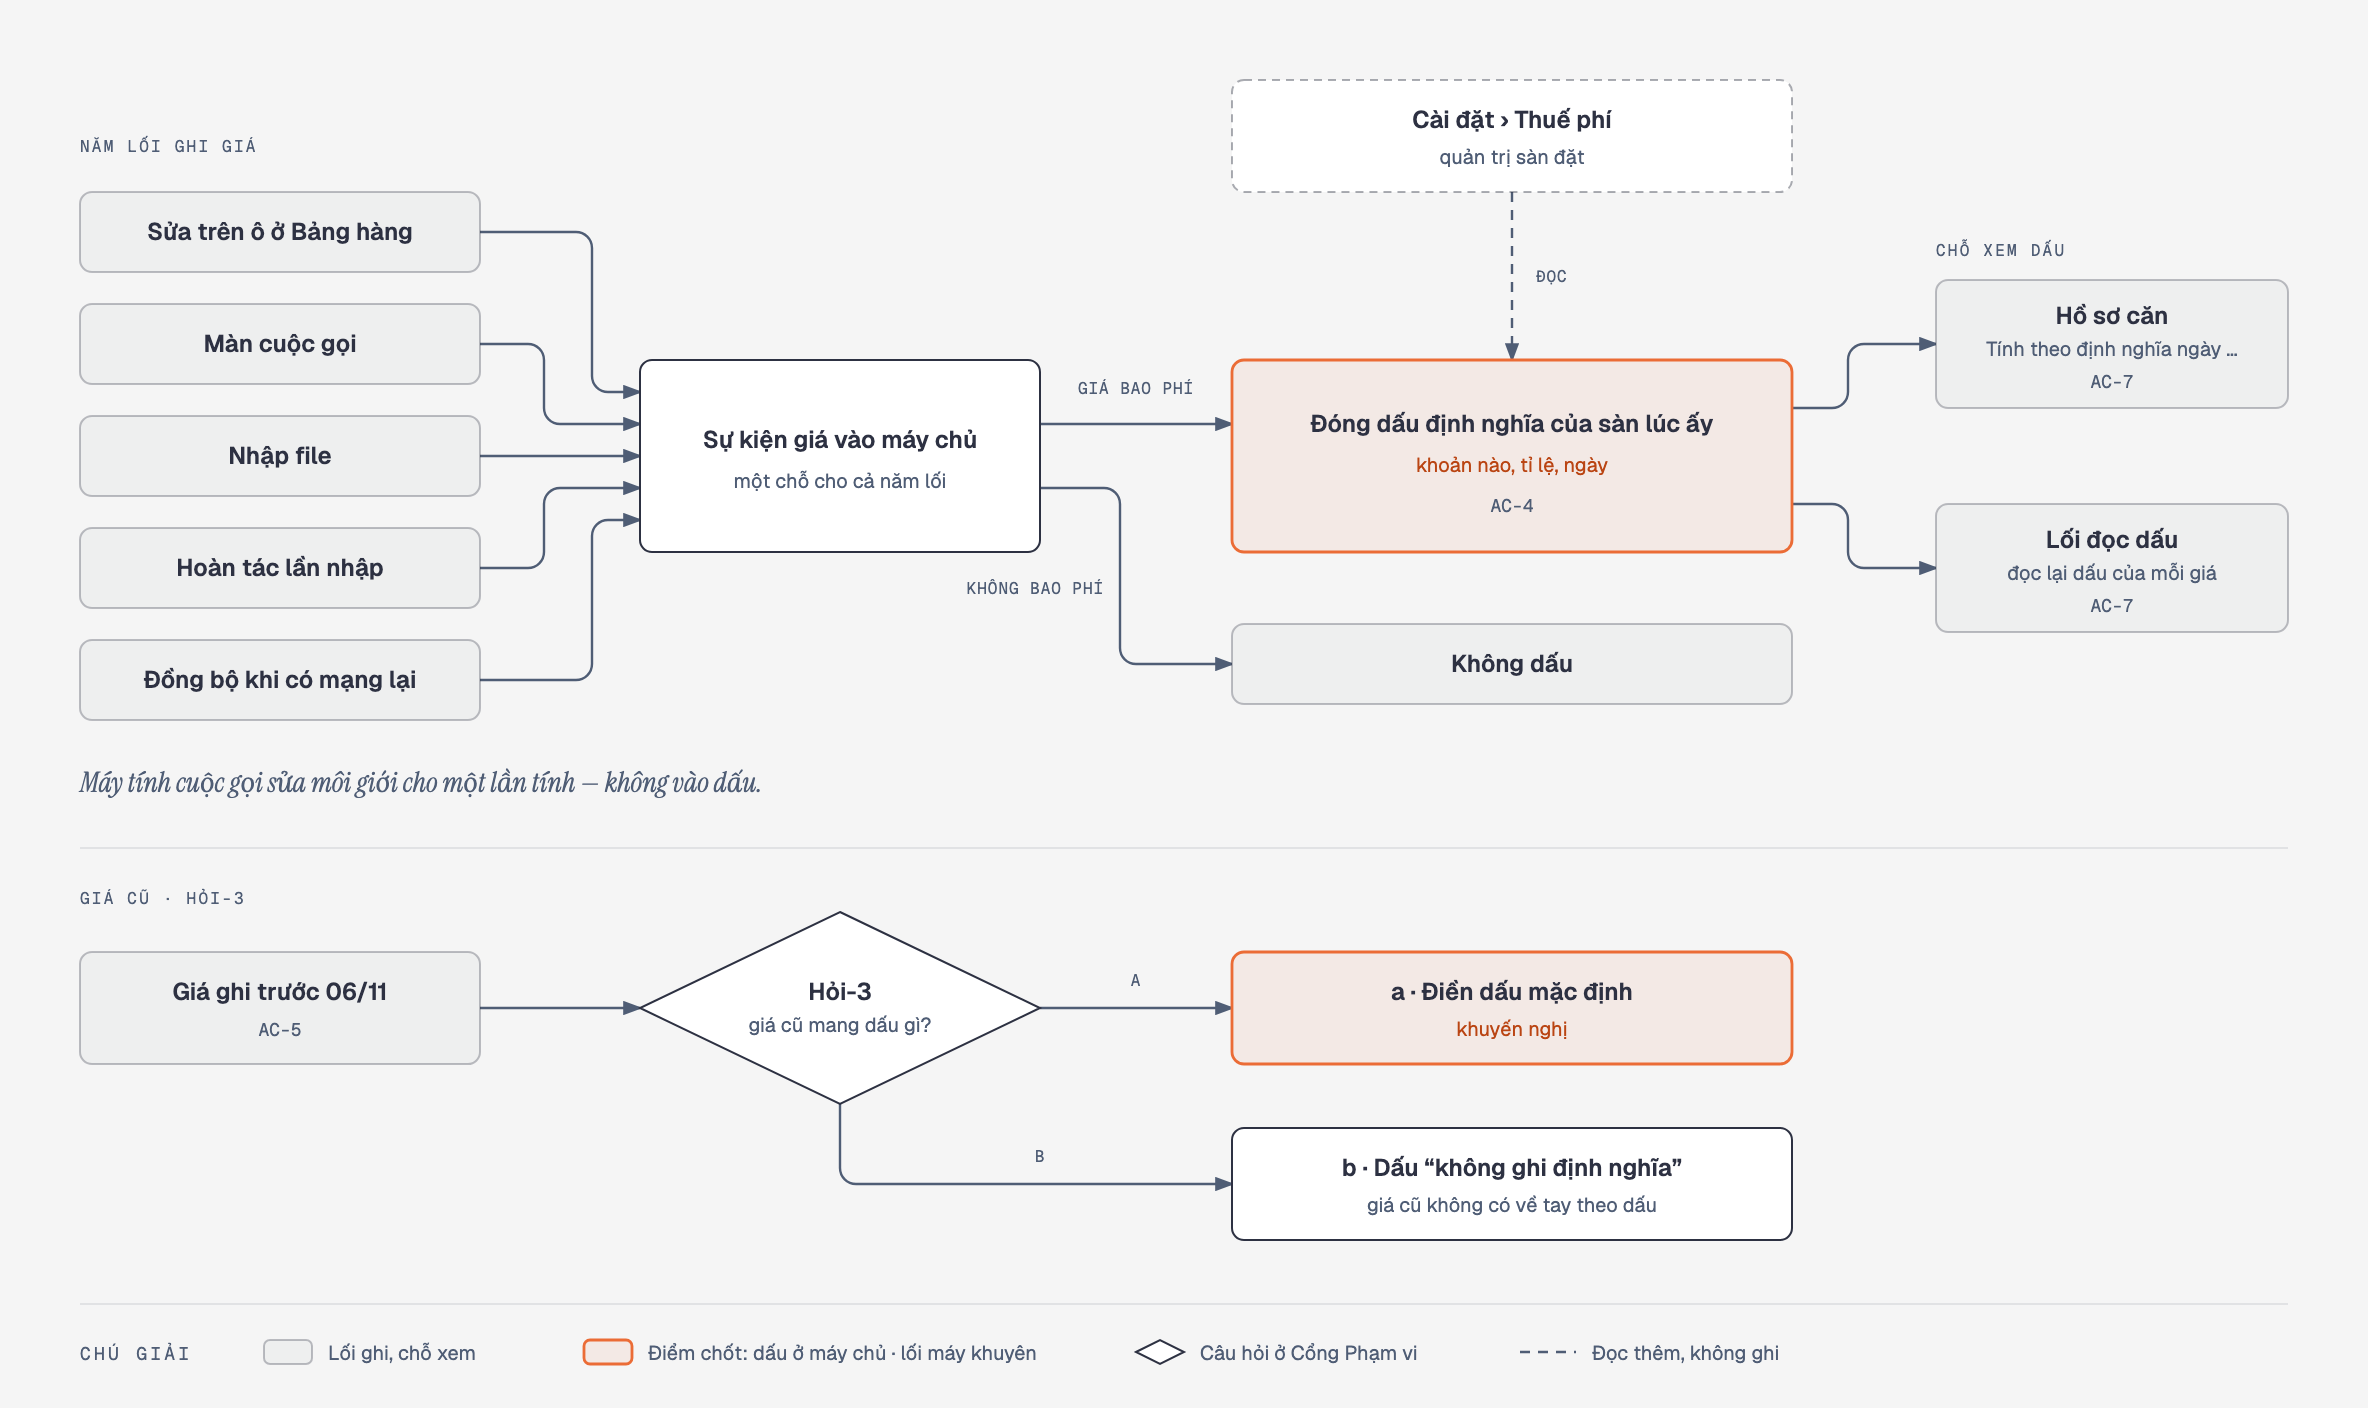 Cài đặt › Thuế phí
quản trị sàn đặt
NĂM LỐI GHI GIÁ
Sửa trên ô ở Bảng hàng
Màn cuộc gọi
Nhập file
Hoàn tác lần nhập
Đồng bộ khi có mạng lại
Sự kiện giá vào máy chủ
một chỗ cho cả năm lối
GIÁ BAO PHÍ
KHÔNG BAO PHÍ
ĐỌC
Đóng dấu định nghĩa của sàn lúc ấy
khoản nào, tỉ lệ, ngày
AC-4
Không dấu
CHỖ XEM DẤU
Hồ sơ căn
Tính theo định nghĩa ngày …
AC-7
Lối đọc dấu
đọc lại dấu của mỗi giá
AC-7
Máy tính cuộc gọi sửa môi giới cho một lần tính — không vào dấu.
GIÁ CŨ · HỎI-3
Giá ghi trước 06/11
AC-5
Hỏi-3
giá cũ mang dấu gì?
A
a · Điền dấu mặc định
khuyến nghị
B
b · Dấu “không ghi định nghĩa”
giá cũ không có về tay theo dấu
CHÚ GIẢI
Lối ghi, chỗ xem
Điểm chốt: dấu ở máy chủ · lối máy khuyên
Câu hỏi ở Cổng Phạm vi
Đọc thêm, không ghi